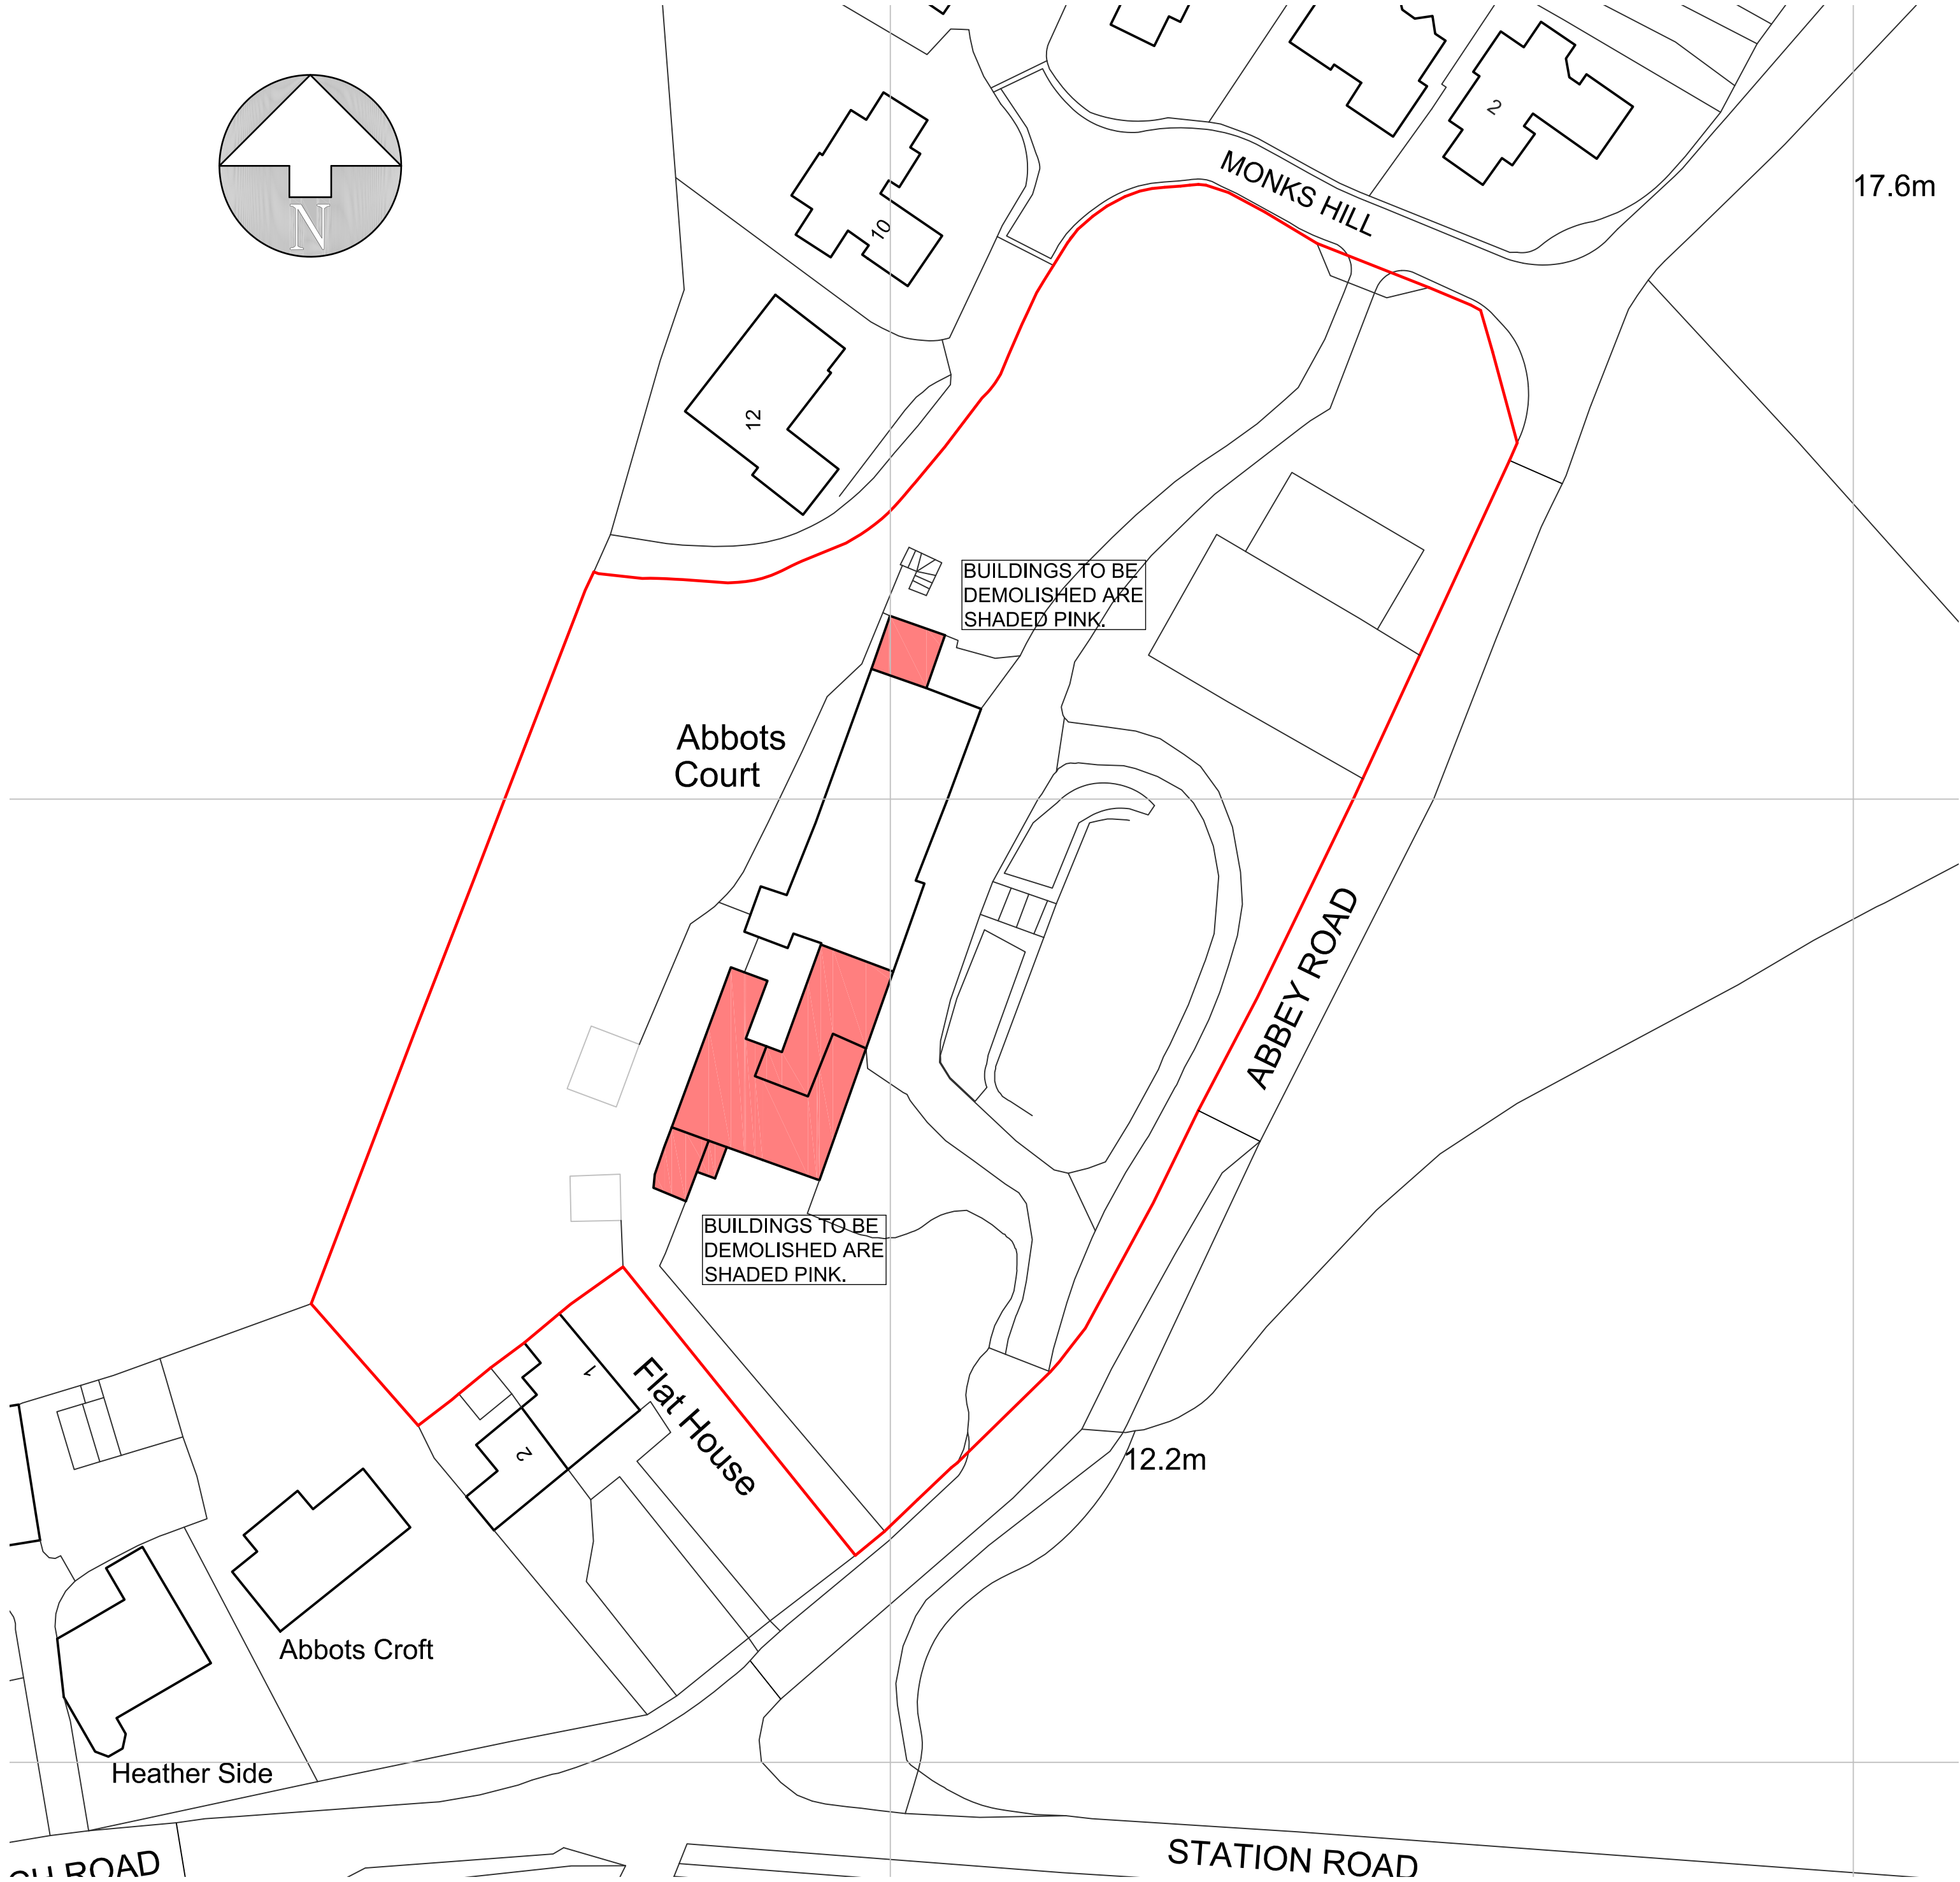 N
2
10
MONKS HILL
17.6m
12
BUILDINGS TO BE
DEMOLISHED ARE
SHADED PINK.
Abbots
Court
ABBEY ROAD
BUILDINGS TO BE
DEMOLISHED ARE
SHADED PINK.
1
Flat House
2
12.2m
Abbots Croft
Heather Side
STATION ROAD
ROAD